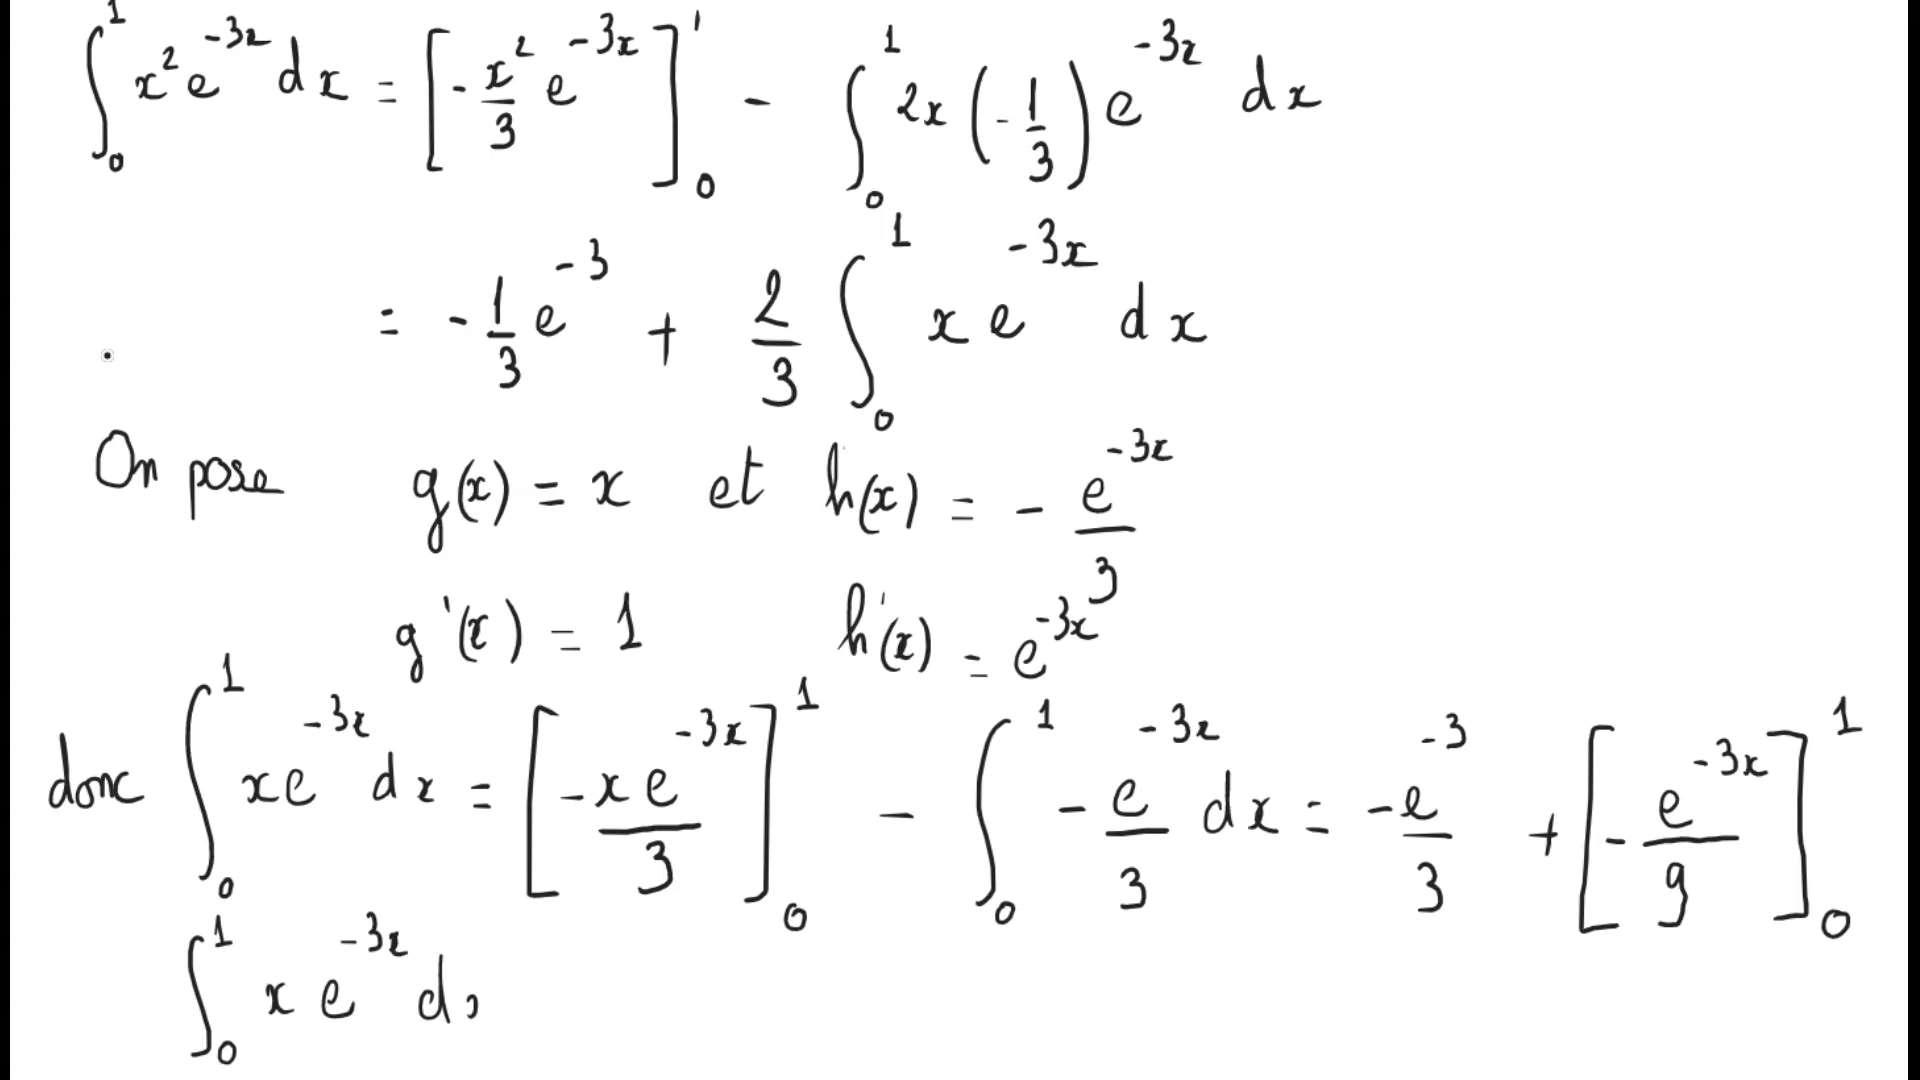 ∫₀¹ x² e^{-3x} dx = [-x²/3 e^{-3x}]₀¹ - ∫₀¹ 2x (-1/3) e^{-3x} dx
= -1/3 e^{-3} + 2/3 ∫₀¹ x e^{-3x} dx
On pose g(x) = x et h(x) = - e^{-3x}/3
g'(x) = 1 h'(x) = e^{-3x}
donc ∫₀¹ xe^{-3x} dx = [-xe^{-3x}/3]₀¹ - ∫₀¹ - e^{-3x}/3 dx = -e^{-3}/3 + [- e^{-3x}/9]₀¹
∫₀¹ x e^{-3x} d